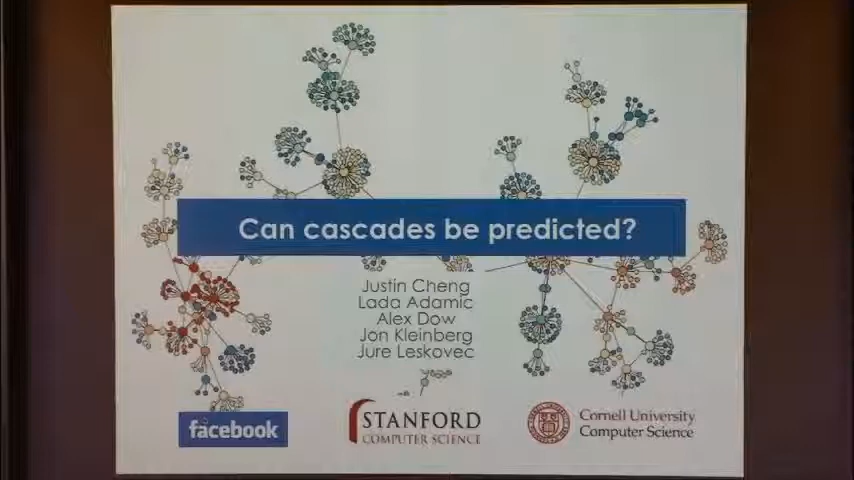 Can cascades be predicted?
Justin Cheng
Lada Adamic
Alex Dow
Jon Kleinberg
Jure Leskovec
facebook
STANFORD
COMPUTER SCIENCE
Cornell University
Computer Science